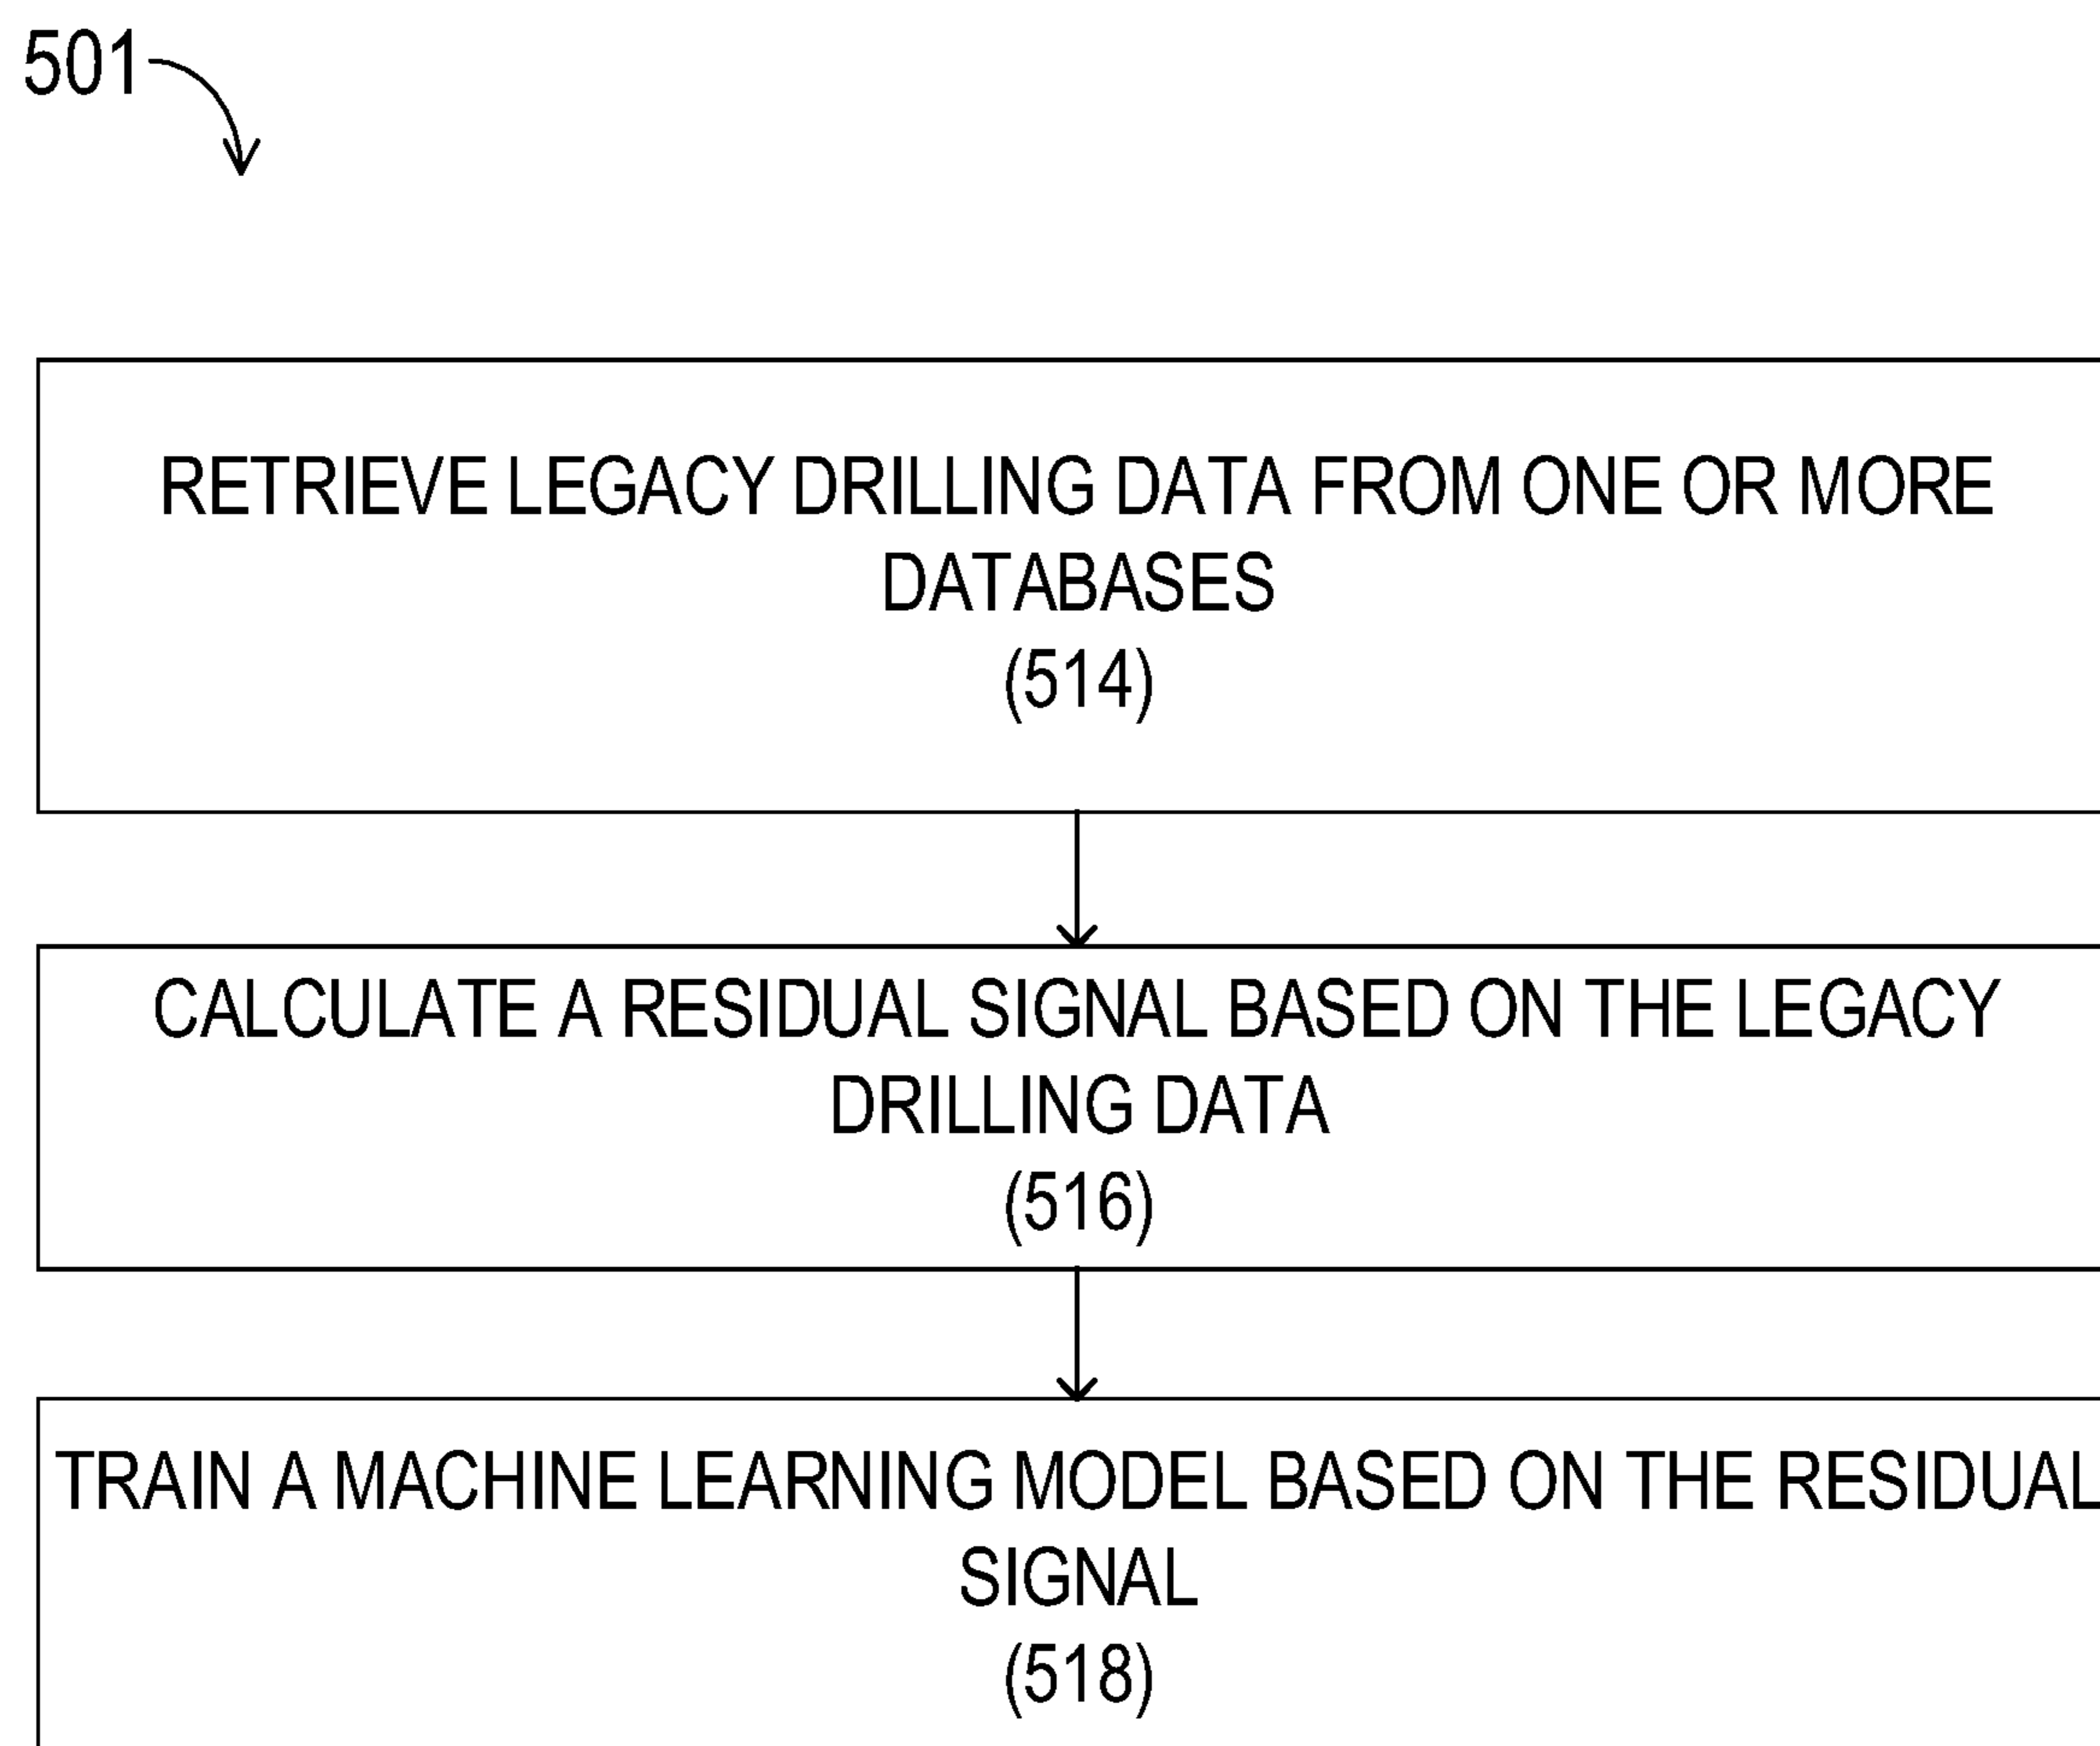 501
RETRIEVE LEGACY DRILLING DATA FROM ONE OR MORE
DATABASES
(514)
CALCULATE A RESIDUAL SIGNAL BASED ON THE LEGACY
DRILLING DATA
(516)
TRAIN A MACHINE LEARNING MODEL BASED ON THE RESIDUAL
SIGNAL
(518)